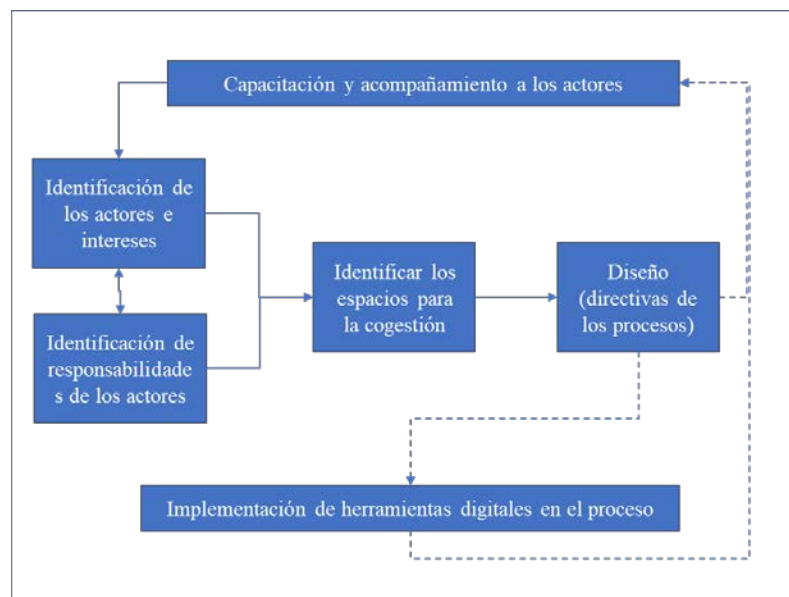 Capacitación y acompañamiento a los actores
Identificación de
los actores e
intereses
Identificar los
espacios para
la cogestión
Diseño
(directivas de
los procesos)
Identificación de
responsabilidade
s de los actores
Implementación de herramientas digitales en el proceso